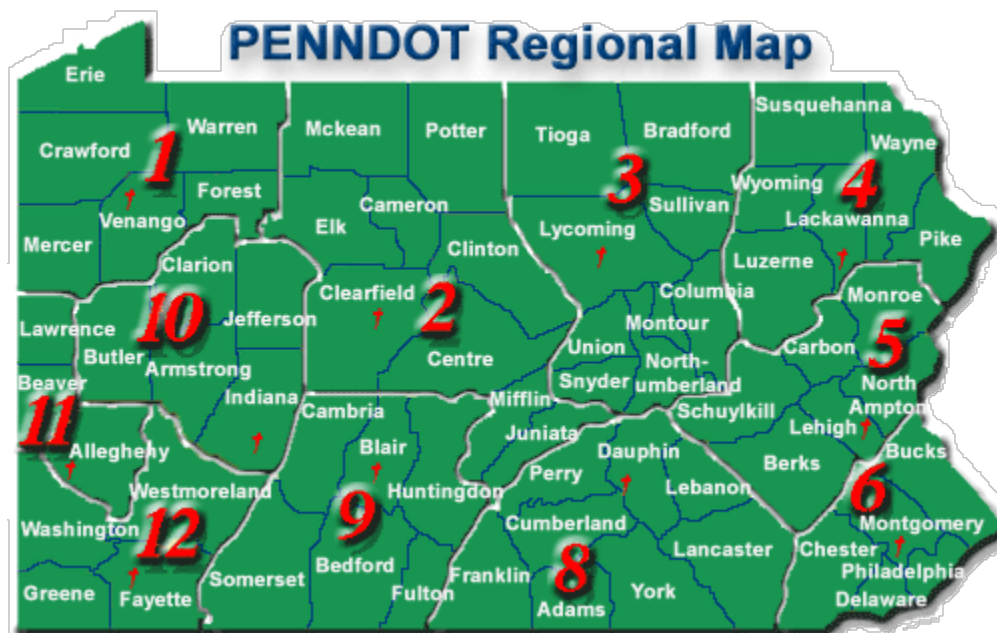 PENNDOT Regional Map
Erie
Crawford
Warren
1
Forest
Venango
Mercer
Mckean
Potter
Cameron
Elk
Clinton
Clearfield
2
Centre
Tioga
Bradford
3
Sullivan
Lycoming
Columbia
Montour
Union
Snyder
North-
umberland
Susquehanna
Wayne
Wyoming
4
Lackawanna
Pike
Luzerne
Monroe
Carbon
5
North
Ampton
Schuylkill
Lehigh
Berks
Bucks
6
Montgomery
Chester
Philadelphia
Delaware
Mifflin
Juniata
Perry
Dauphin
Lebanon
Cumberland
Lancaster
Franklin
8
Adams
York
Cambria
Blair
Huntingdon
9
Bedford
Somerset
Fulton
Clarion
10
Jefferson
Butler
Armstrong
Indiana
Lawrence
Beaver
11
Allegheny
Westmoreland
Washington
12
Greene
Fayette